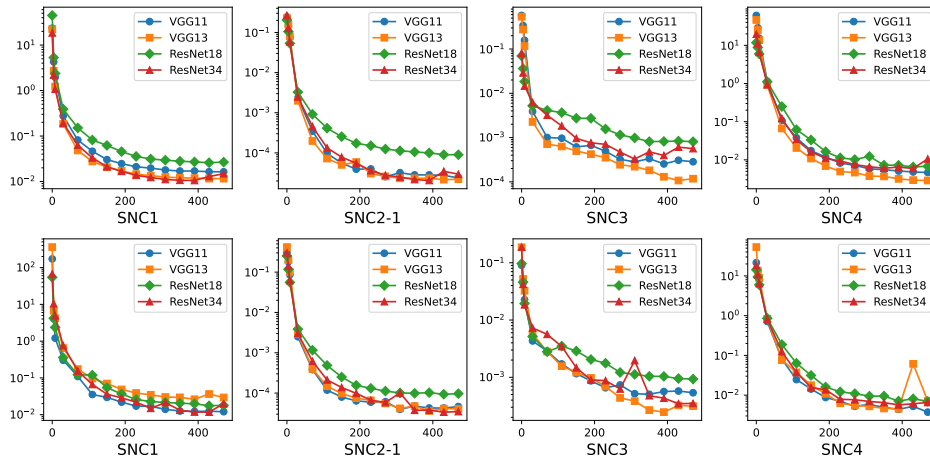 10^1
10^0
10^-1
10^-2
0
200
400
SNC1
VGG11
VGG13
ResNet18
ResNet34
10^-1
10^-2
10^-3
10^-4
0
200
400
SNC2-1
VGG11
VGG13
ResNet18
ResNet34
10^-1
10^-2
10^-3
10^-4
0
200
400
SNC3
VGG11
VGG13
ResNet18
ResNet34
10^1
10^0
10^-1
10^-2
0
200
400
SNC4
VGG11
VGG13
ResNet18
ResNet34
10^2
10^1
10^0
10^-1
10^-2
0
200
400
SNC1
VGG11
VGG13
ResNet18
ResNet34
10^-1
10^-2
10^-3
10^-4
0
200
400
SNC2-1
VGG11
VGG13
ResNet18
ResNet34
10^-1
10^-2
10^-3
0
200
400
SNC3
VGG11
VGG13
ResNet18
ResNet34
10^1
10^0
10^-1
10^-2
0
200
400
SNC4
VGG11
VGG13
ResNet18
ResNet34